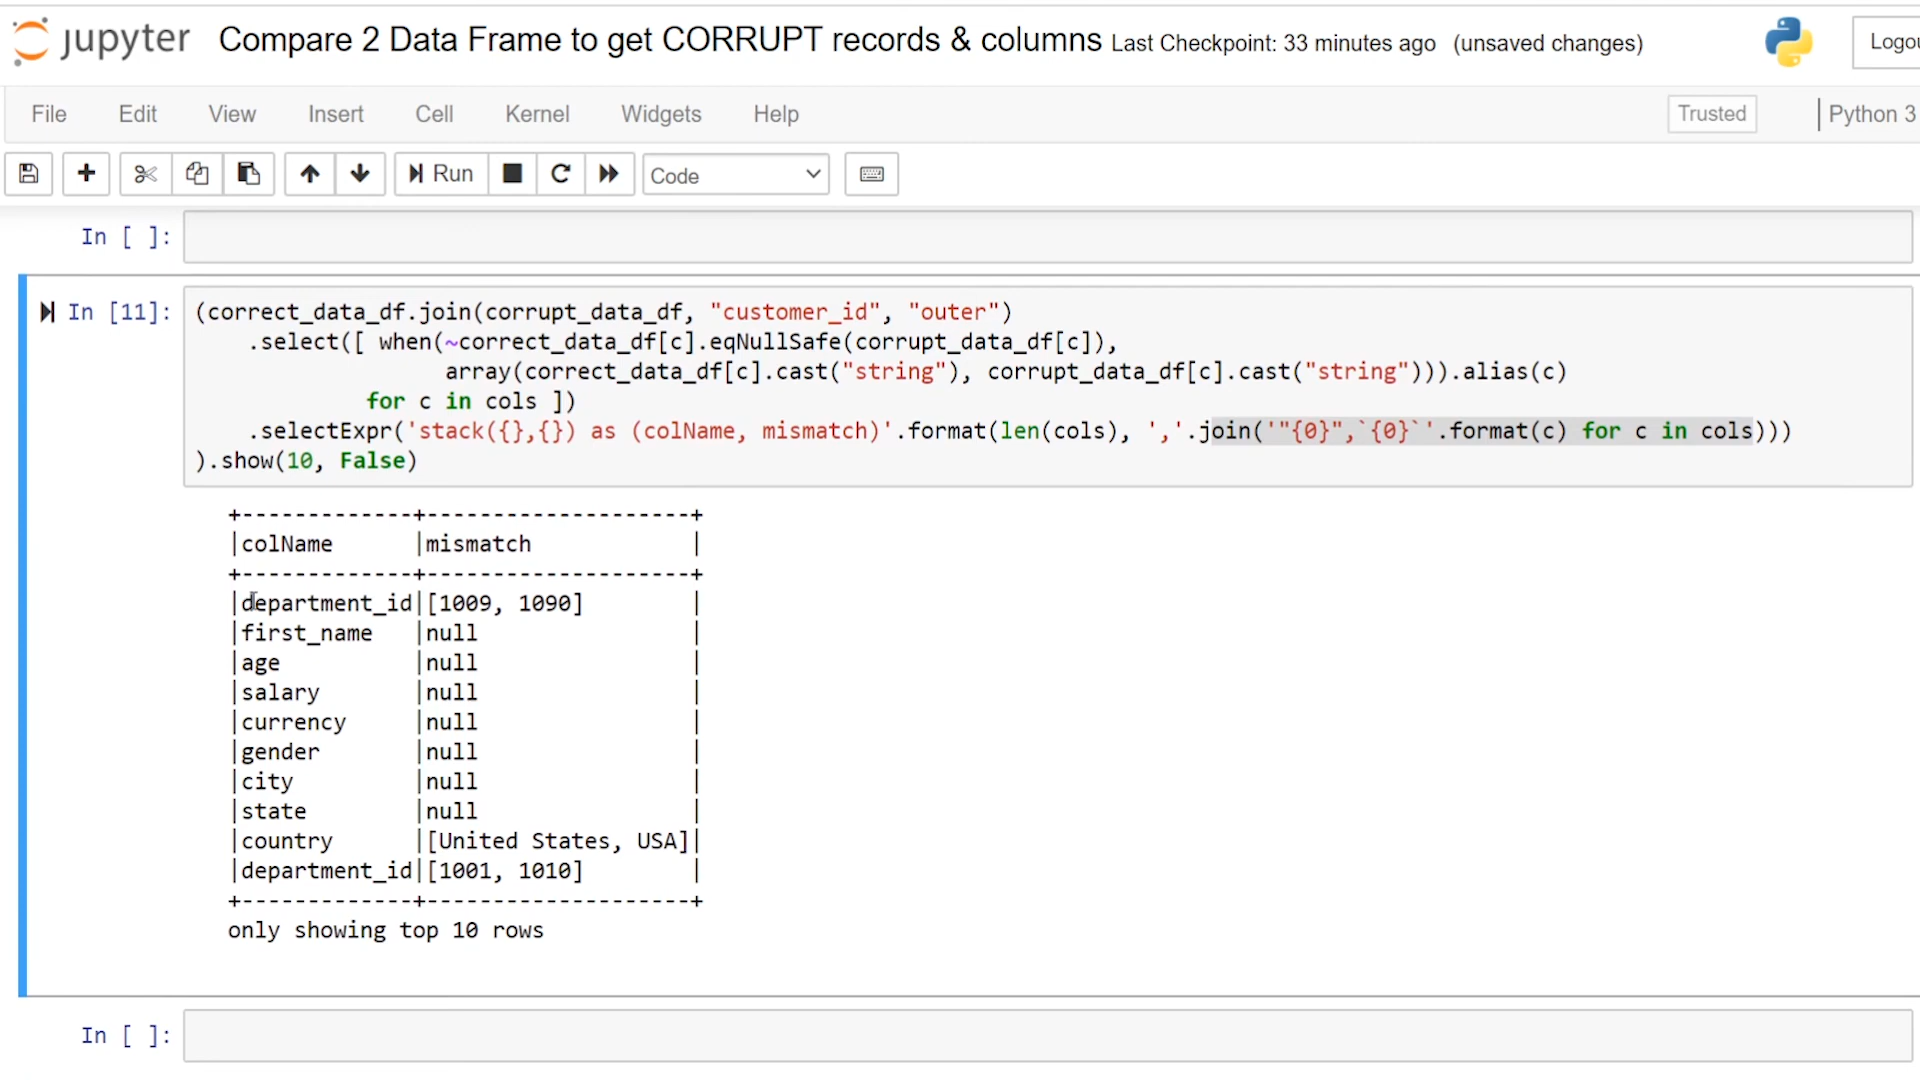 jupyter Compare 2 Data Frame to get CORRUPT records & columns Last Checkpoint: 33 minutes ago (unsaved changes) Logou
File Edit View Insert Cell Kernel Widgets Help Trusted Python 3
Run Code
In [ ]:
In [11]: (correct_data_df.join(corrupt_data_df, "customer_id", "outer")
.select([ when(~correct_data_df[c].eqNullSafe(corrupt_data_df[c]),
array(correct_data_df[c].cast("string"), corrupt_data_df[c].cast("string"))).alias(c)
for c in cols ])
.selectExpr('stack({},{}) as (colName, mismatch)'.format(len(cols), ','.join('"{0}",`{0}`'.format(c) for c in cols)))
).show(10, False)
+-------------+--------------------+
|colName      |mismatch            |
+-------------+--------------------+
|department_id|[1009, 1090]        |
|first_name   |null                |
|age          |null                |
|salary       |null                |
|currency     |null                |
|gender       |null                |
|city         |null                |
|state        |null                |
|country      |[United States, USA]|
|department_id|[1001, 1010]        |
+-------------+--------------------+
only showing top 10 rows
In [ ]: